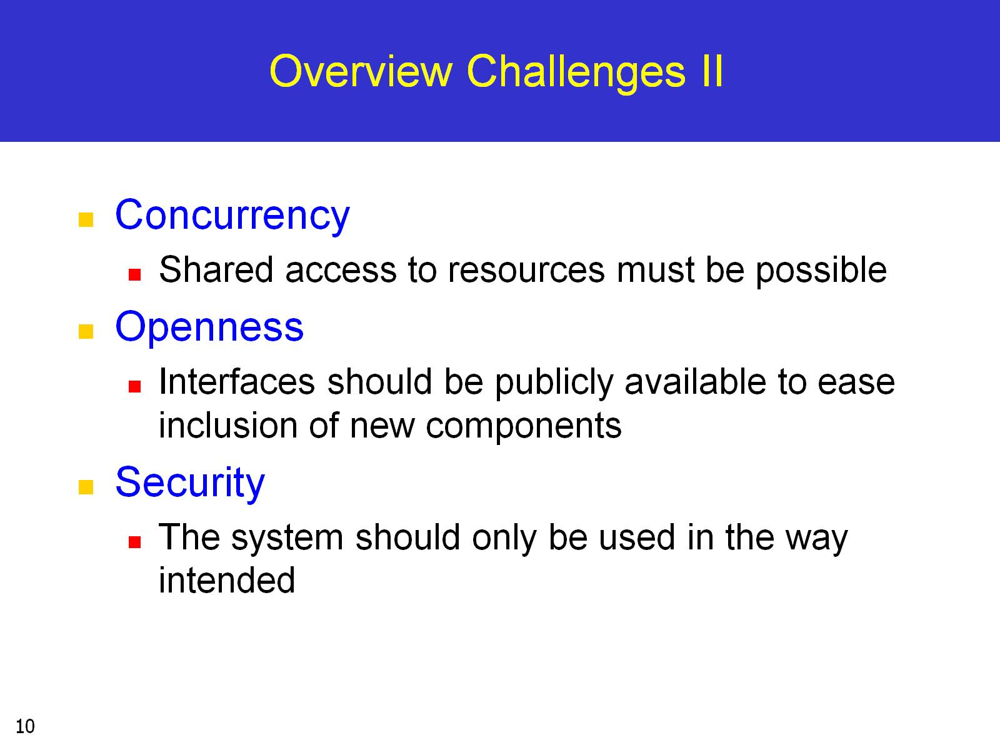 Overview Challenges II
Concurrency
Shared access to resources must be possible
Openness
Interfaces should be publicly available to ease
inclusion of new components
Security
The system should only be used in the way
intended
10